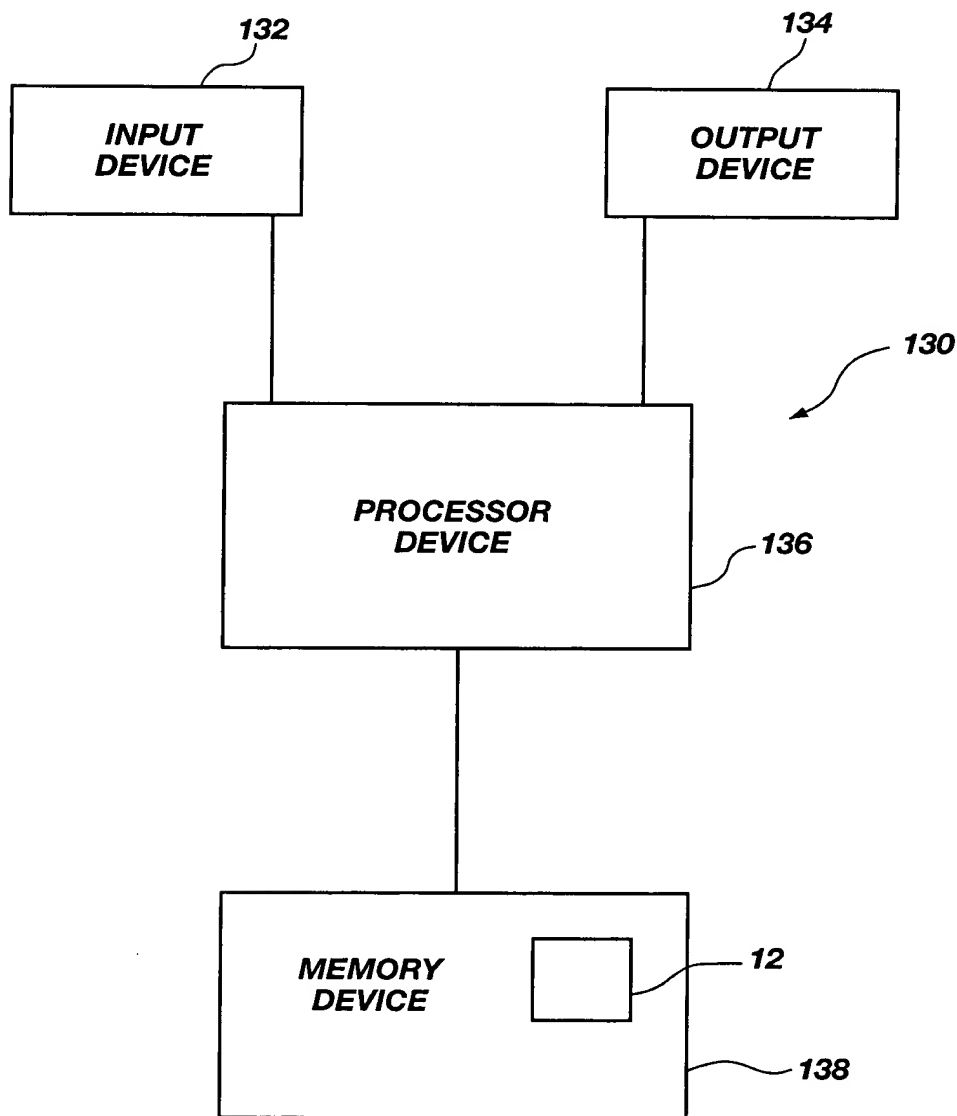 132
134
INPUT
DEVICE
OUTPUT
DEVICE
130
PROCESSOR
DEVICE
136
MEMORY
DEVICE
12
138